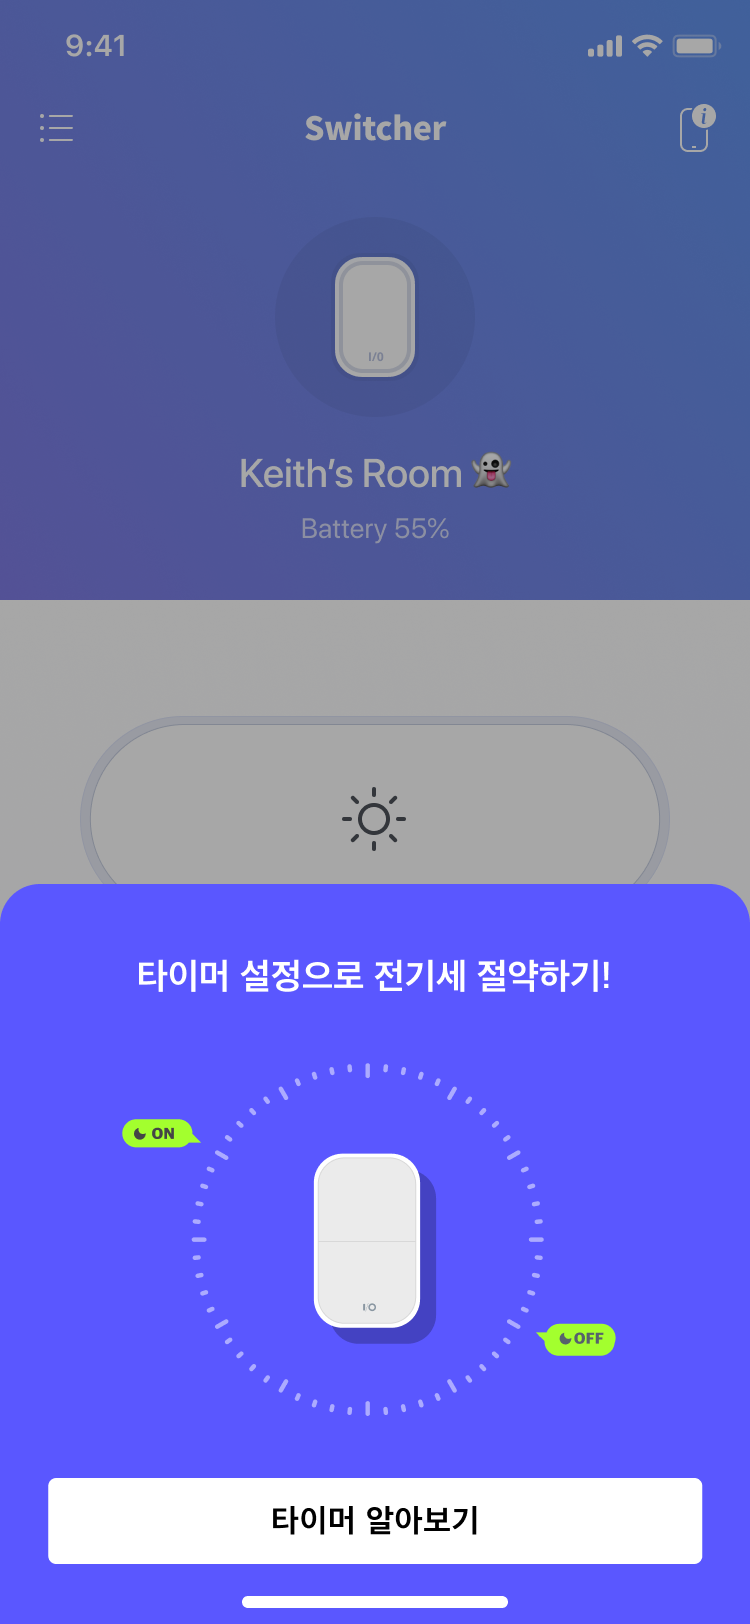 9:41
Switcher
i
I/0
Keith's Room 👻
Battery 55%
타이머 설정으로 전기세 절약하기!
ON
I/O
OFF
타이머 알아보기